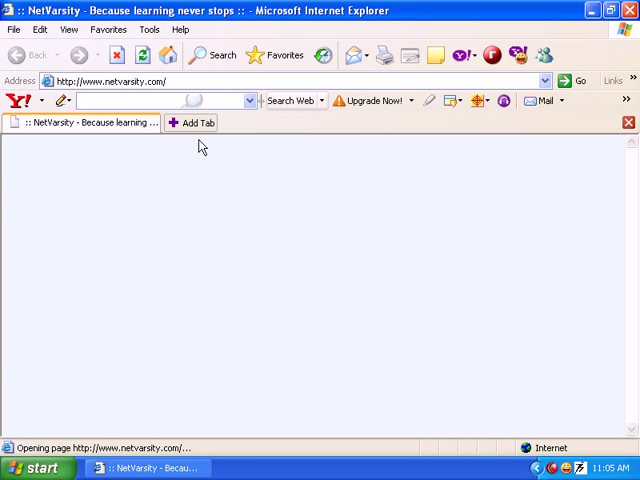 :: NetVarsity - Because learning never stops :: - Microsoft Internet Explorer
File Edit View Favorites Tools Help
Back Search Favorites
Address http://www.netvarsity.com/ Go Links »
Y! Search Web Upgrade Now! Mail »
:: NetVarsity - Because learning ... Add Tab
Opening page http://www.netvarsity.com/... Internet
start :: NetVarsity - Becau... 11:05 AM